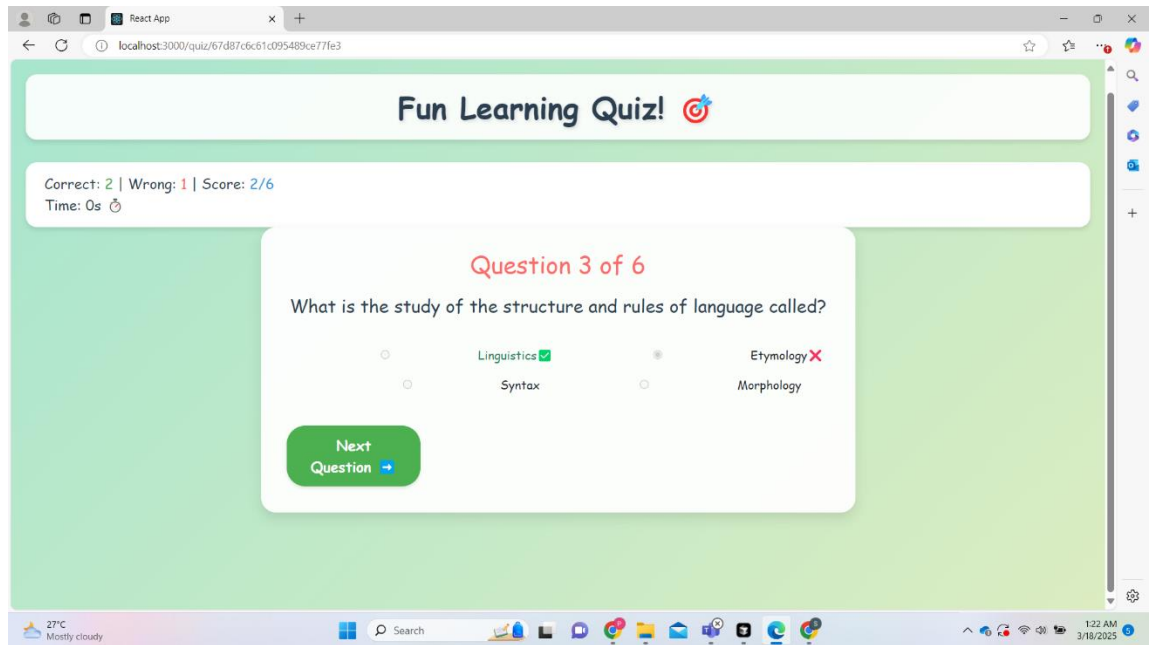 React App
localhost:3000/quiz/67d87c6c61c095489ce77fe3
Fun Learning Quiz! 🎯
Correct: 2 | Wrong: 1 | Score: 2/6
Time: 0s ⏱
Question 3 of 6
What is the study of the structure and rules of language called?
Linguistics ✅ Etymology ❌
Syntax Morphology
Next
Question ➡
27°C
Mostly cloudy
Search
1:22 AM
3/18/2025